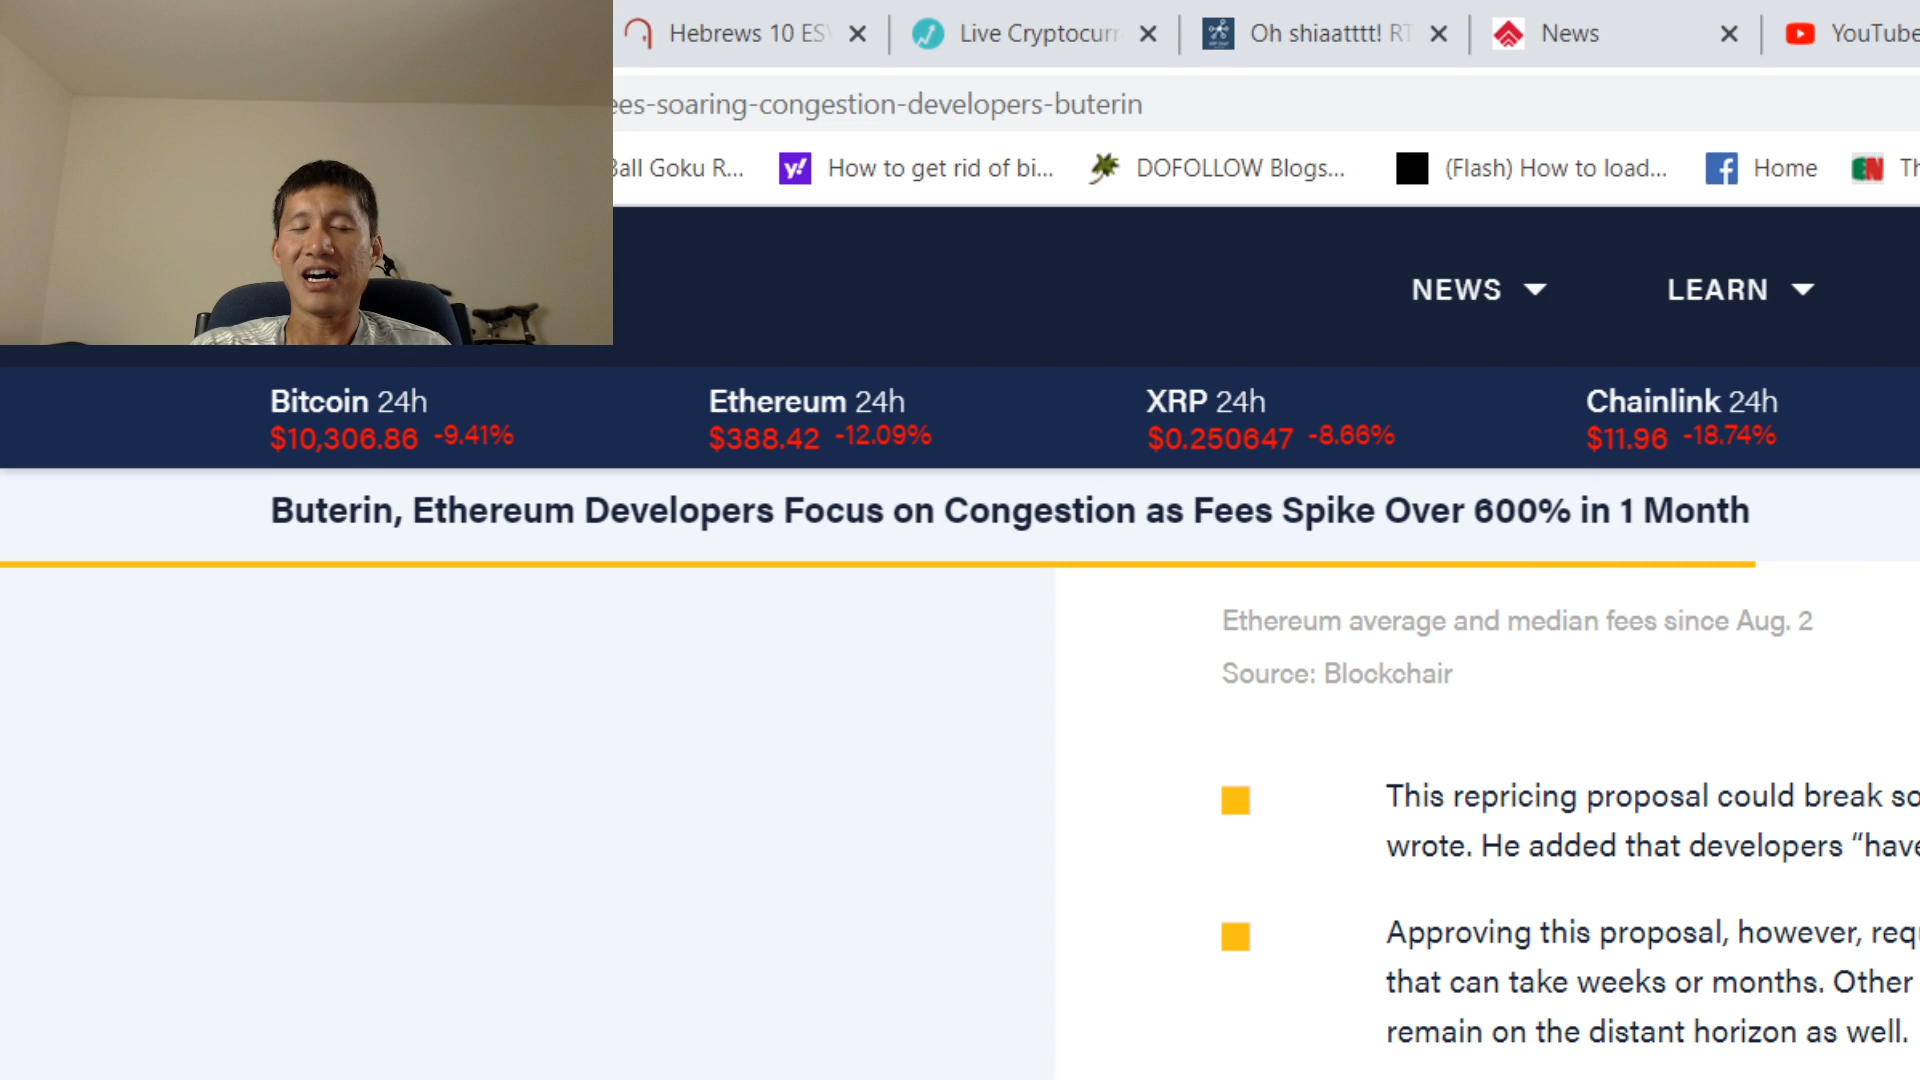 Hebrews 10 ES
Live Cryptocurr
Oh shiaatttt! RT
News
YouTube
ees-soaring-congestion-developers-buterin
Ball Goku R...
How to get rid of bi...
DOFOLLOW Blogs...
(Flash) How to load...
Home
Th
NEWS
LEARN
Bitcoin 24h
$10,306.86 -9.41%
Ethereum 24h
$388.42 -12.09%
XRP 24h
$0.250647 -8.66%
Chainlink 24h
$11.96 -18.74%
Buterin, Ethereum Developers Focus on Congestion as Fees Spike Over 600% in 1 Month
Ethereum average and median fees since Aug. 2
Source: Blockchair
This repricing proposal could break so
wrote. He added that developers “have
Approving this proposal, however, requ
that can take weeks or months. Other
remain on the distant horizon as well.